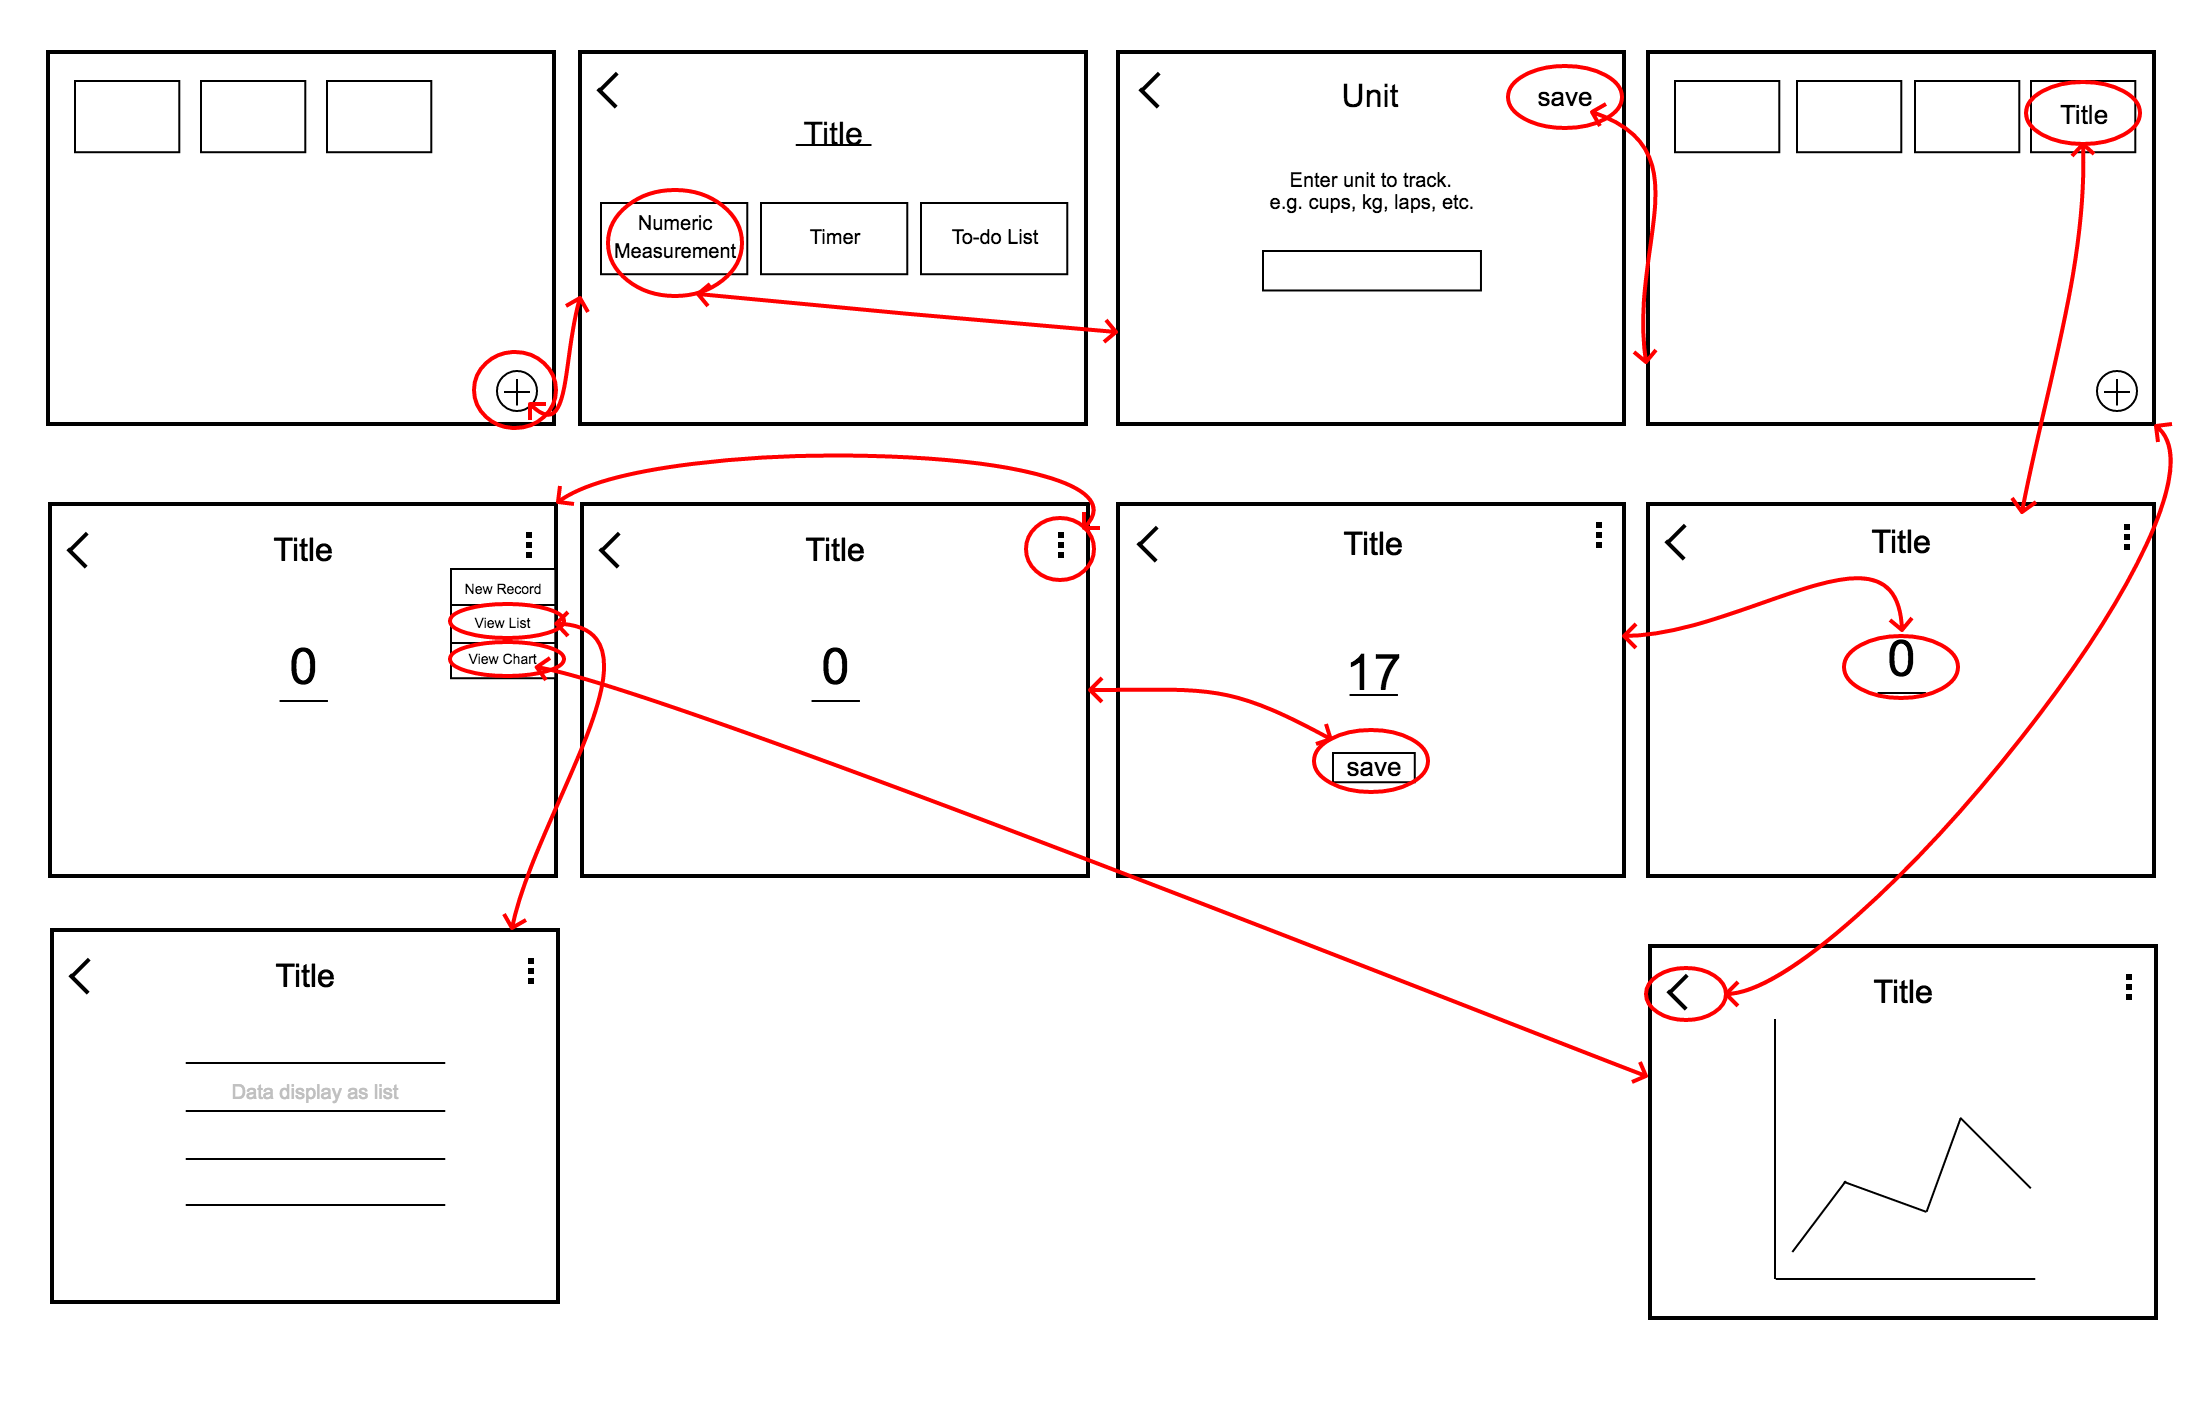 Title
Numeric
Measurement
Timer
To-do List
Unit
save
Enter unit to track.
e.g. cups, kg, laps, etc.
Title
Title
New Record
View List
View Chart
0
Title
0
Title
17
save
Title
0
Title
Data display as list
Title